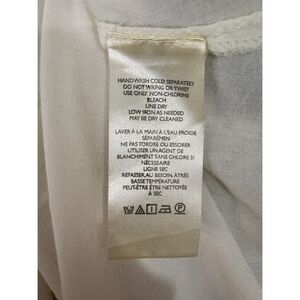 HANDWASH COLD SEPARATELY
DO NOT WRING OR TWIST
USE ONLY NON-CHLORINE
BLEACH
LINE DRY
LOW IRON AS NEEDED
MAY BE DRY CLEANED
LAVER À LA MAIN À L'EAU FROIDE
SÉPARÉMEN
NE PAS TORDRE OU ESSORER
UTILISER UN AGENT DE
BLANCHIMENT SANS CHLORE SI
NÉCESSAIRE
LIGNE SEC
REPASSER, AU BESOIN, À TRÈS
BASSE TEMPÉRATURE
PEUT-ÊTRE ÊTRE NETTOYÉE
À SEC
P